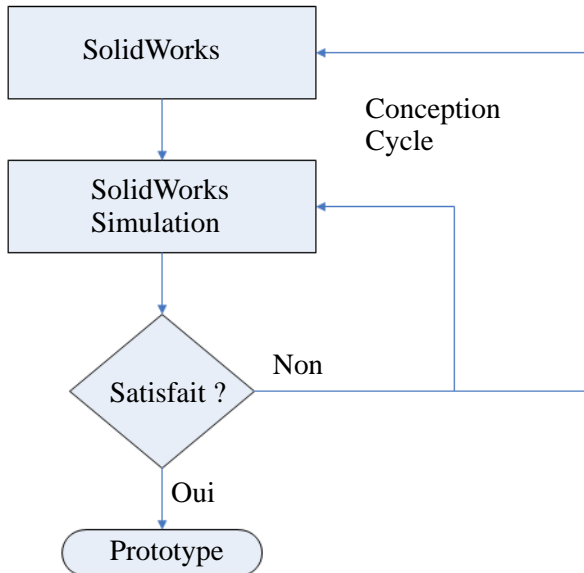 SolidWorks
Conception
Cycle
SolidWorks
Simulation
Non
Satisfait ?
Oui
Prototype